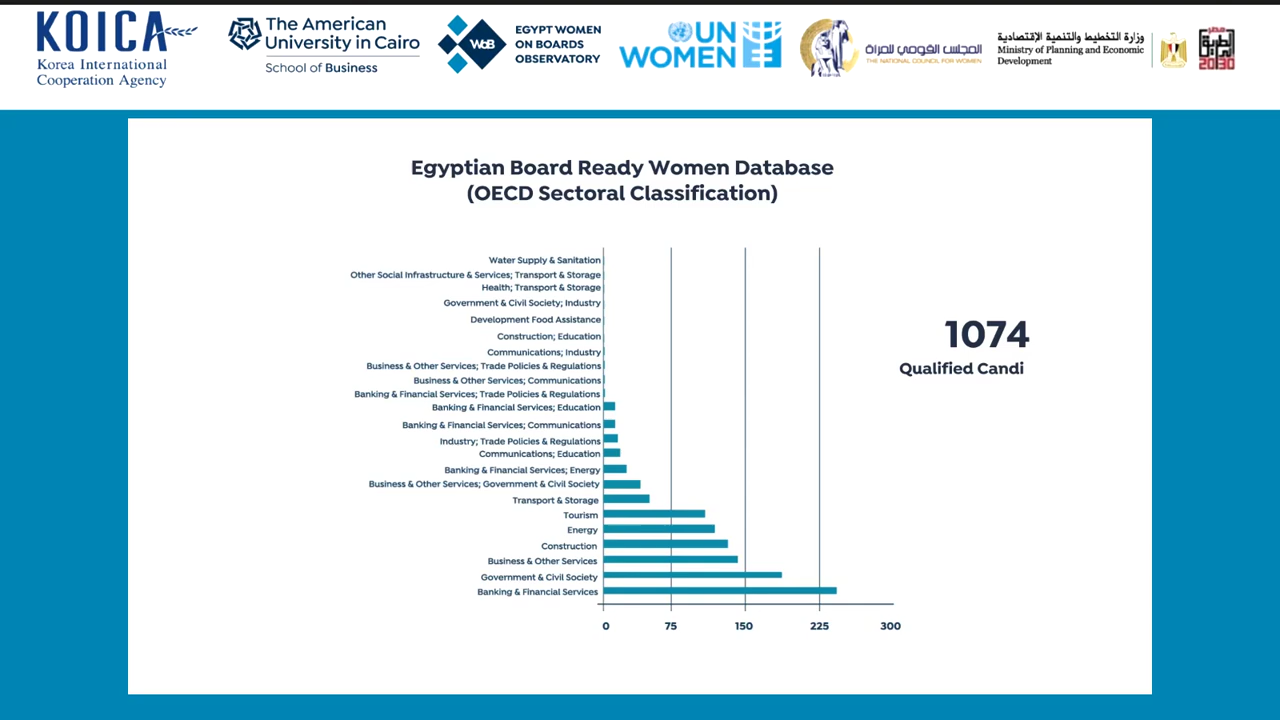 KOICA
Korea International
Cooperation Agency
The American
University in Cairo
School of Business
WoB
EGYPT WOMEN
ON BOARDS
OBSERVATORY
UN
WOMEN
المجلس القومي للمرأة
THE NATIONAL COUNCIL FOR WOMEN
وزارة التخطيط والتنمية الإقتصادية
Ministry of Planning and Economic
Development
مصر
2030
Egyptian Board Ready Women Database
(OECD Sectoral Classification)
Water Supply & Sanitation
Other Social Infrastructure & Services; Transport & Storage
Health; Transport & Storage
Government & Civil Society; Industry
Development Food Assistance
Construction; Education
Communications; Industry
Business & Other Services; Trade Policies & Regulations
Business & Other Services; Communications
Banking & Financial Services; Trade Policies & Regulations
Banking & Financial Services; Education
Banking & Financial Services; Communications
Industry; Trade Policies & Regulations
Communications; Education
Banking & Financial Services; Energy
Business & Other Services; Government & Civil Society
Transport & Storage
Tourism
Energy
Construction
Business & Other Services
Government & Civil Society
Banking & Financial Services
0 75 150 225 300
1074
Qualified Candi